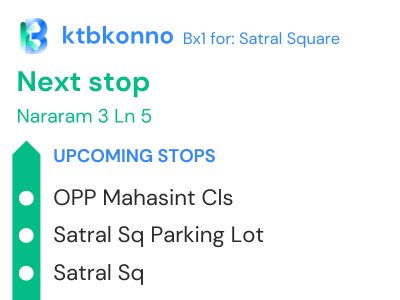 ktbkonno Bx1 for: Satral Square
Next stop
Nararam 3 Ln 5
UPCOMING STOPS
OPP Mahasint Cls
Satral Sq Parking Lot
Satral Sq